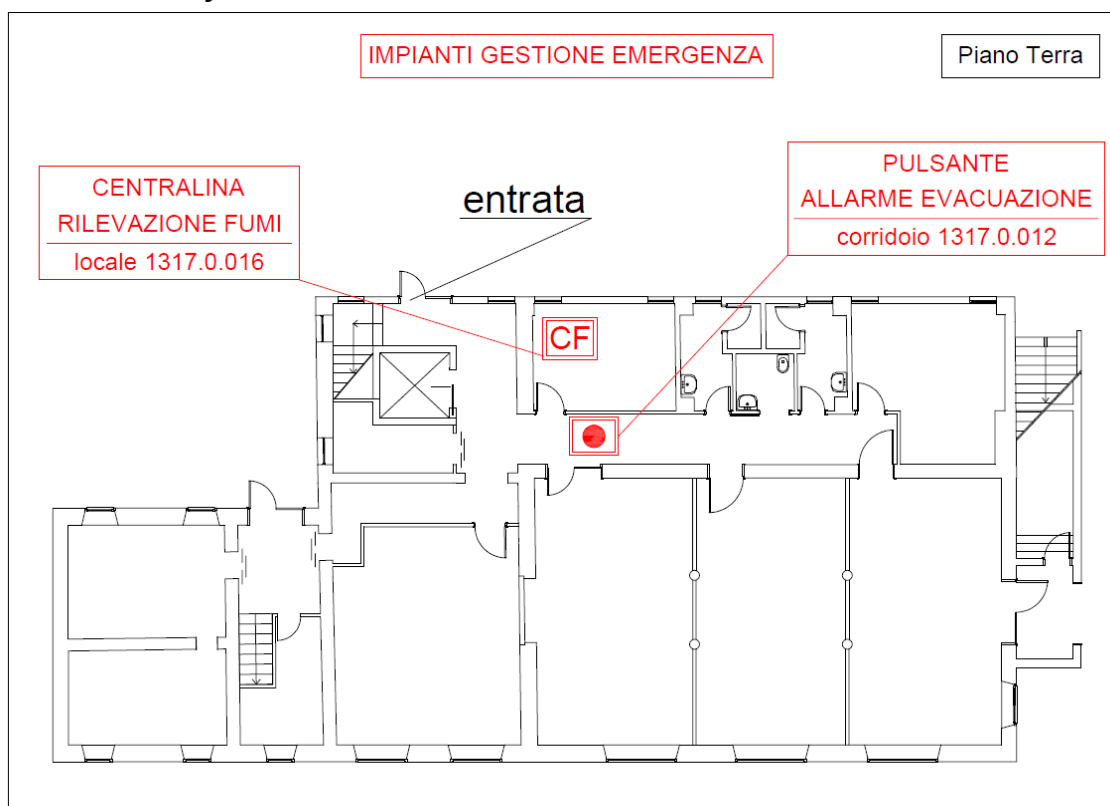 IMPIANTI GESTIONE EMERGENZA
Piano Terra
CENTRALINA
RILEVAZIONE FUMI
locale 1317.0.016
entrata
PULSANTE
ALLARME EVACUAZIONE
corridoio 1317.0.012
CF